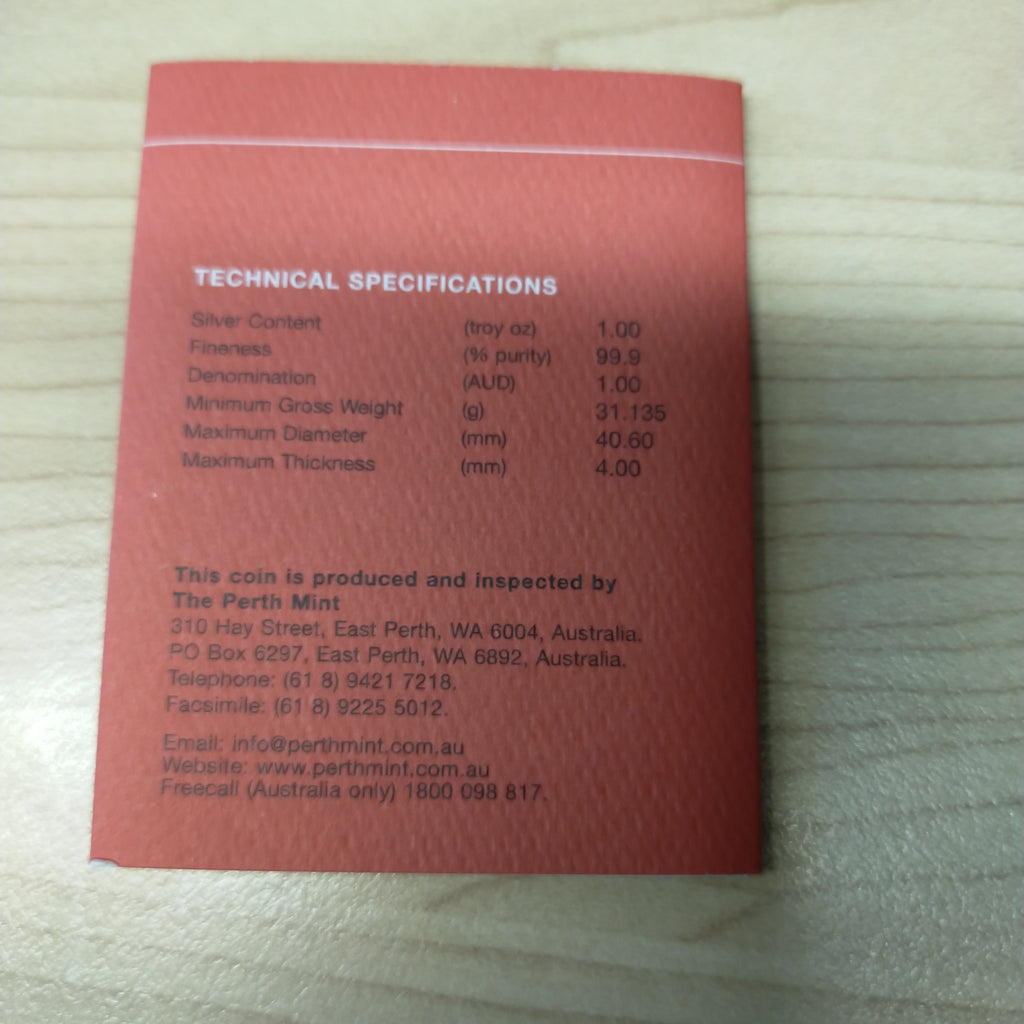 TECHNICAL SPECIFICATIONS
Silver Content (troy oz) 1.00
Fineness (% purity) 99.9
Denomination (AUD) 1.00
Minimum Gross Weight (g) 31.135
Maximum Diameter (mm) 40.60
Maximum Thickness (mm) 4.00
This coin is produced and inspected by
The Perth Mint
310 Hay Street, East Perth, WA 6004, Australia.
PO Box 6297, East Perth, WA 6892, Australia.
Telephone: (61 8) 9421 7218.
Facsimile: (61 8) 9225 5012.
Email: info@perthmint.com.au
Website: www.perthmint.com.au
Freecall (Australia only) 1800 098 817.